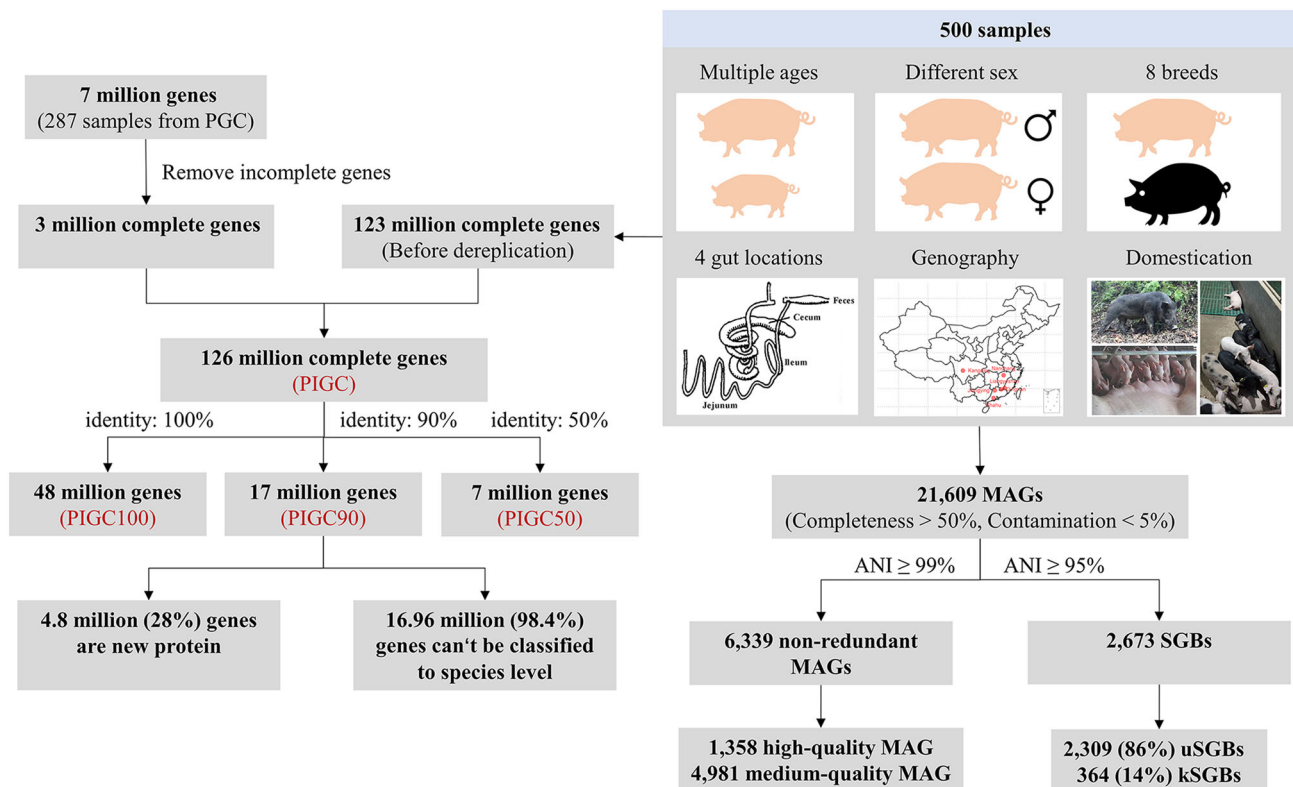 500 samples
Multiple ages
Different sex
8 breeds
4 gut locations
Genography
Domestication
Feces
Cecum
Ileum
Jejunum
7 million genes
(287 samples from PGC)
Remove incomplete genes
3 million complete genes
123 million complete genes
(Before dereplication)
126 million complete genes
(PIGC)
identity: 100%
identity: 90%
identity: 50%
48 million genes
(PIGC100)
17 million genes
(PIGC90)
7 million genes
(PIGC50)
4.8 million (28%) genes
are new protein
16.96 million (98.4%)
genes can‘t be classified
to species level
21,609 MAGs
(Completeness > 50%, Contamination < 5%)
ANI ≥ 99%
ANI ≥ 95%
6,339 non-redundant
MAGs
2,673 SGBs
1,358 high-quality MAG
4,981 medium-quality MAG
2,309 (86%) uSGBs
364 (14%) kSGBs